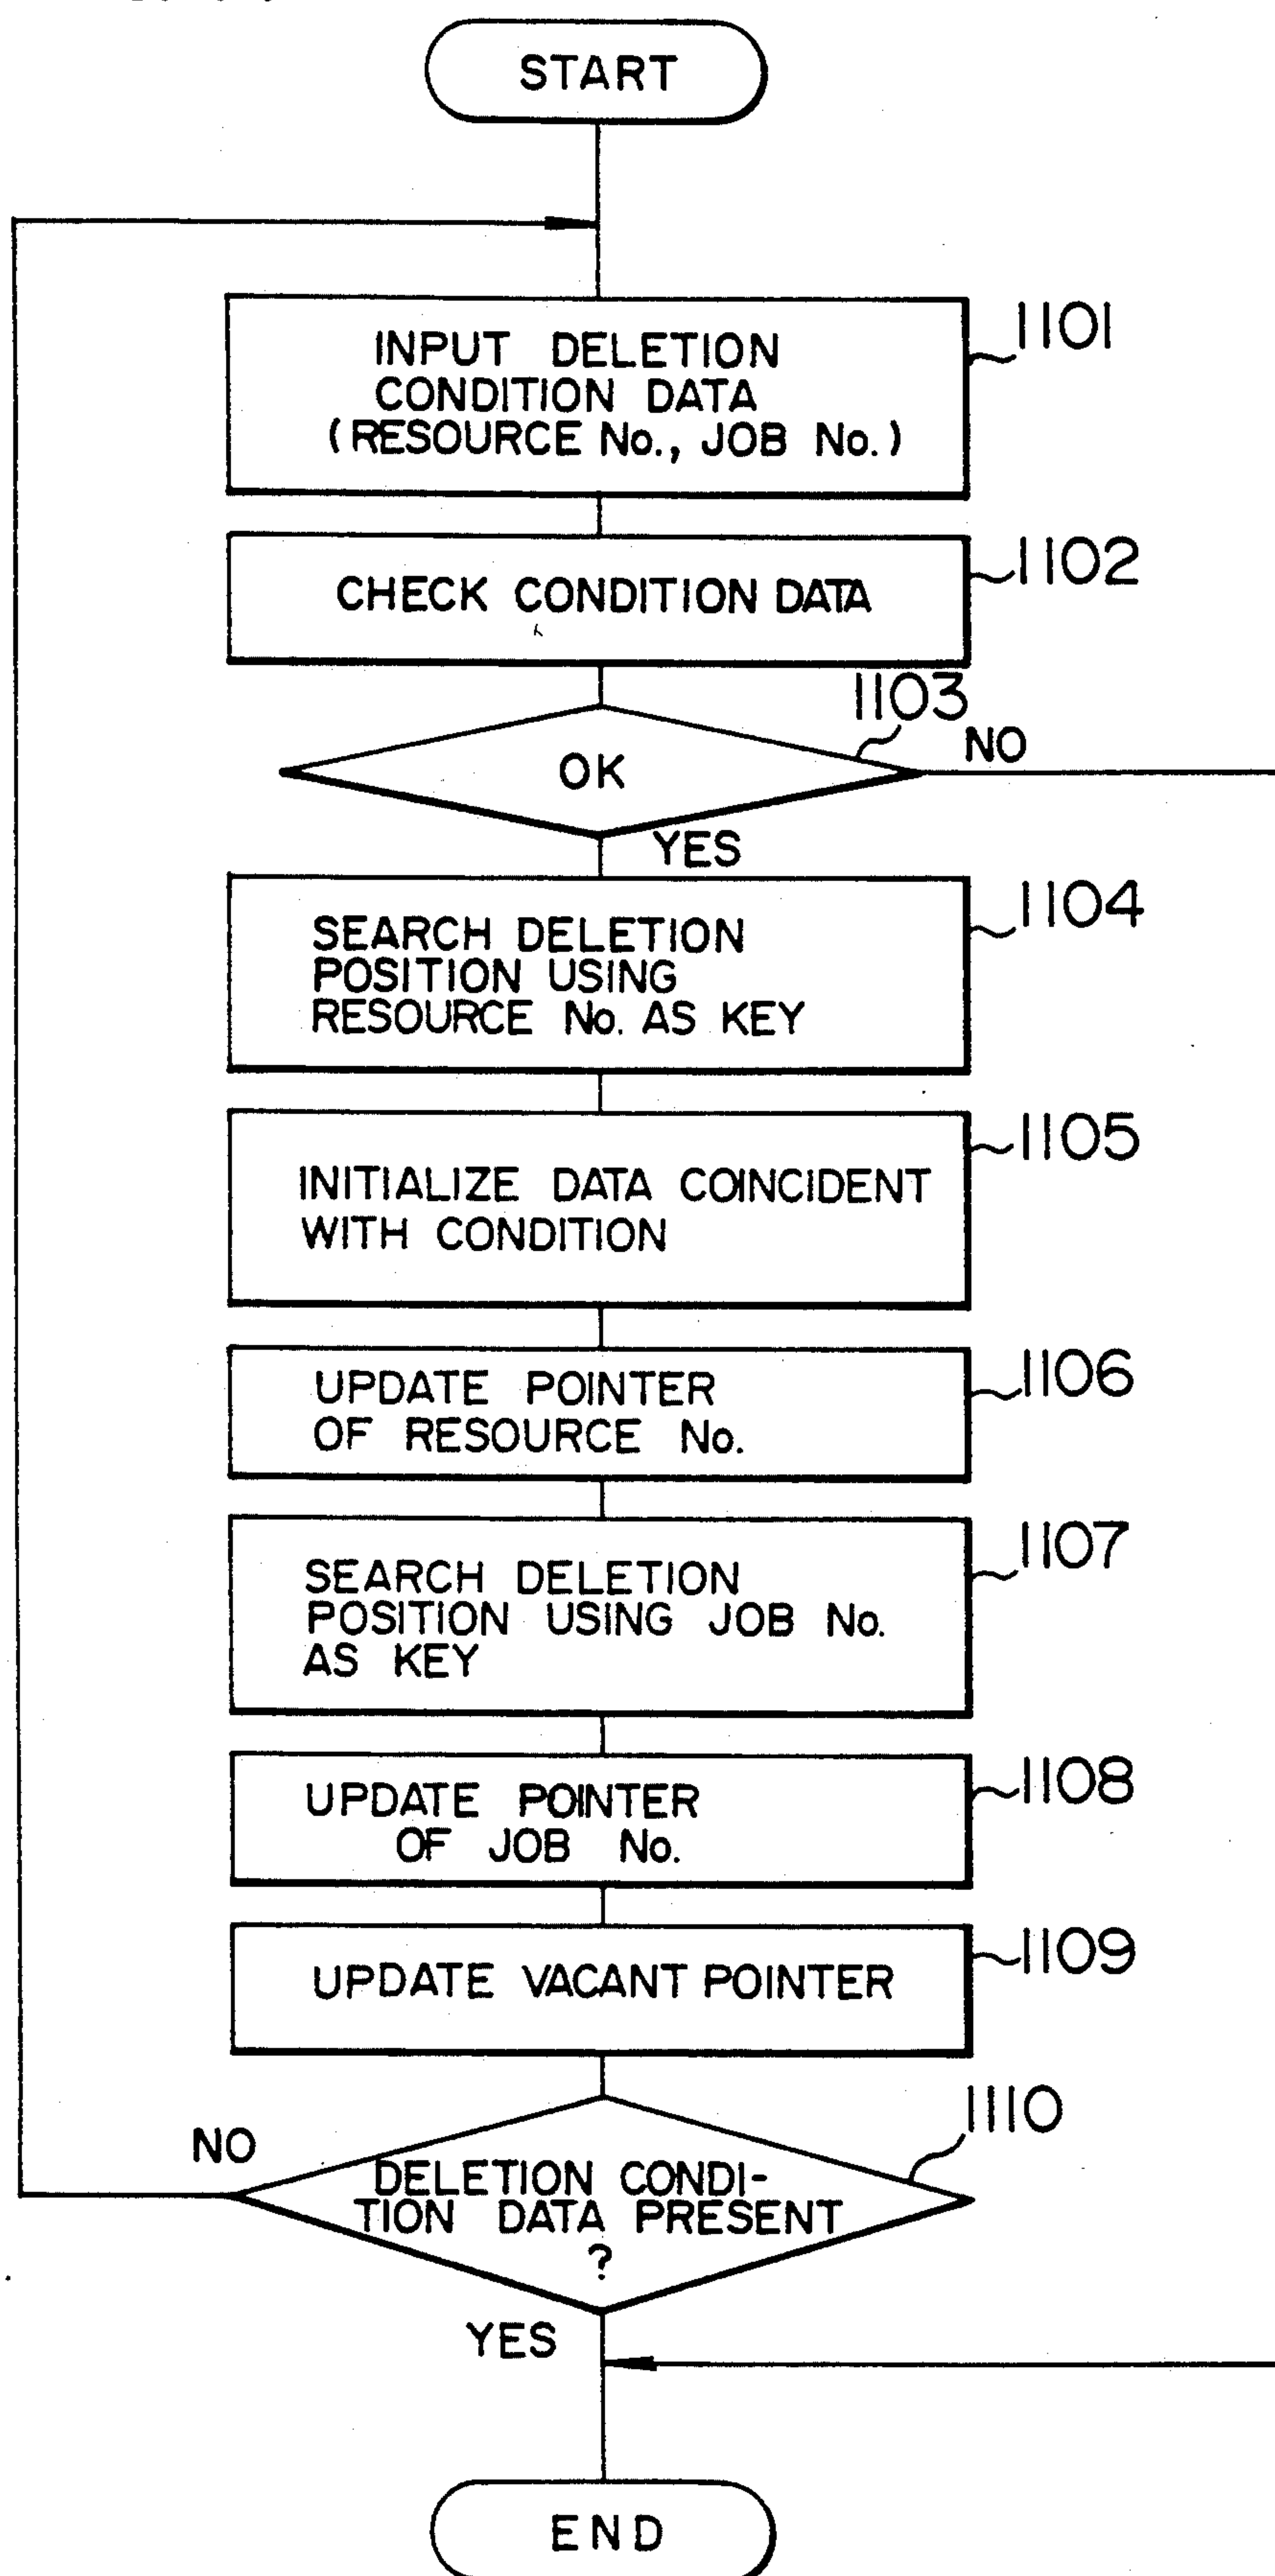 START
INPUT DELETION
CONDITION DATA
(RESOURCE No., JOB No.)
1101
CHECK CONDITION DATA
1102
1103
OK
NO
YES
SEARCH DELETION
POSITION USING
RESOURCE No. AS KEY
1104
INITIALIZE DATA COINCIDENT
WITH CONDITION
1105
UPDATE POINTER
OF RESOURCE No.
1106
SEARCH DELETION
POSITION USING JOB No.
AS KEY
1107
UPDATE POINTER
OF JOB No.
1108
UPDATE VACANT POINTER
1109
1110
NO
DELETION CONDI-
TION DATA PRESENT
?
YES
END